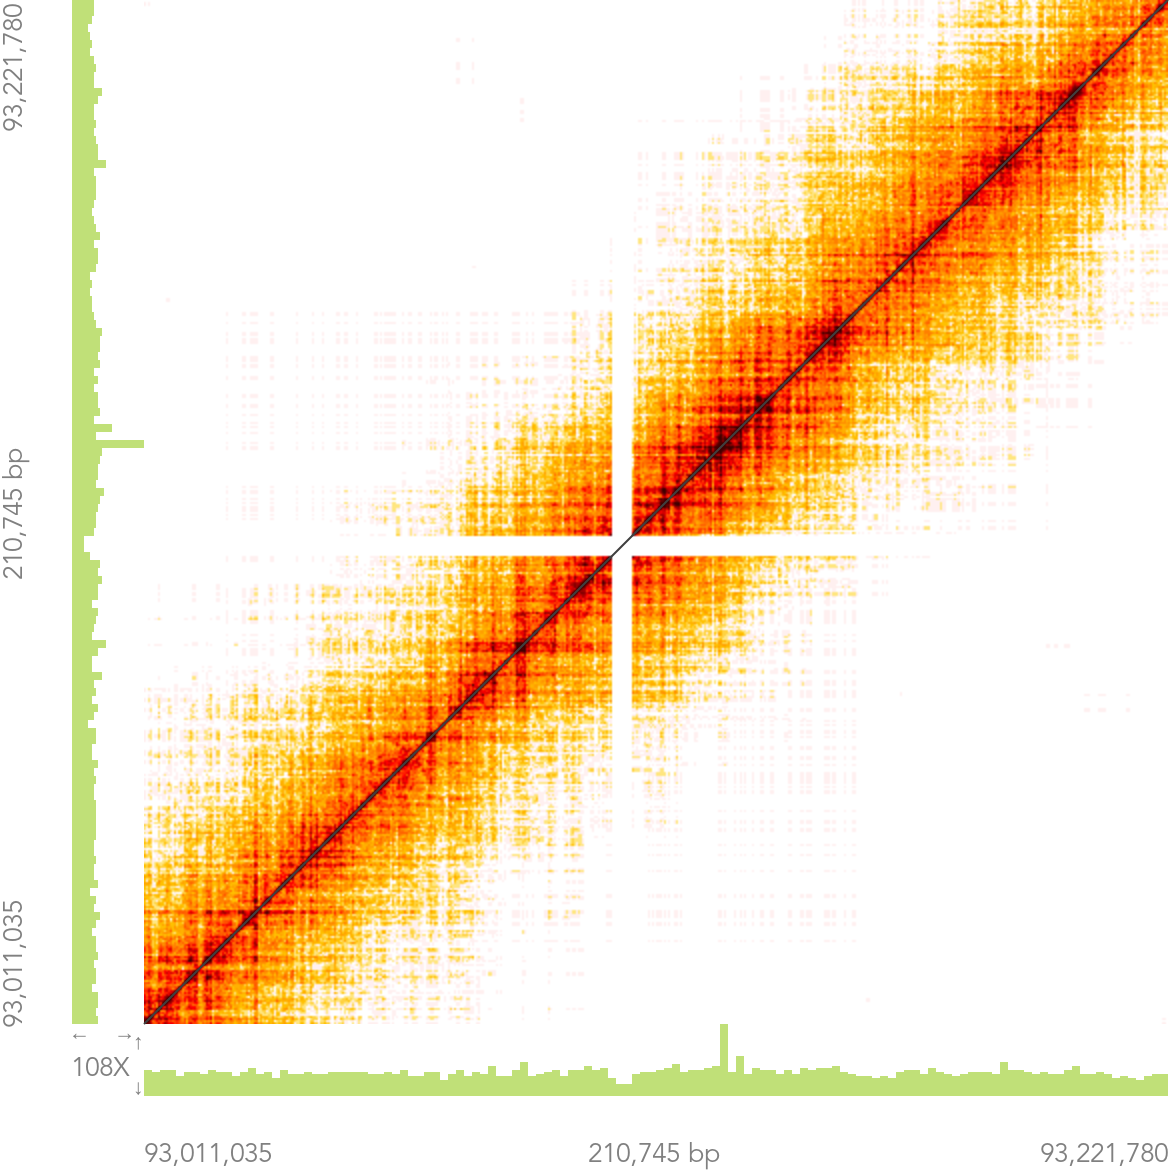 93,221,780
210,745 bp
93,011,035
← →
↑
108X
↓
93,011,035 210,745 bp 93,221,780